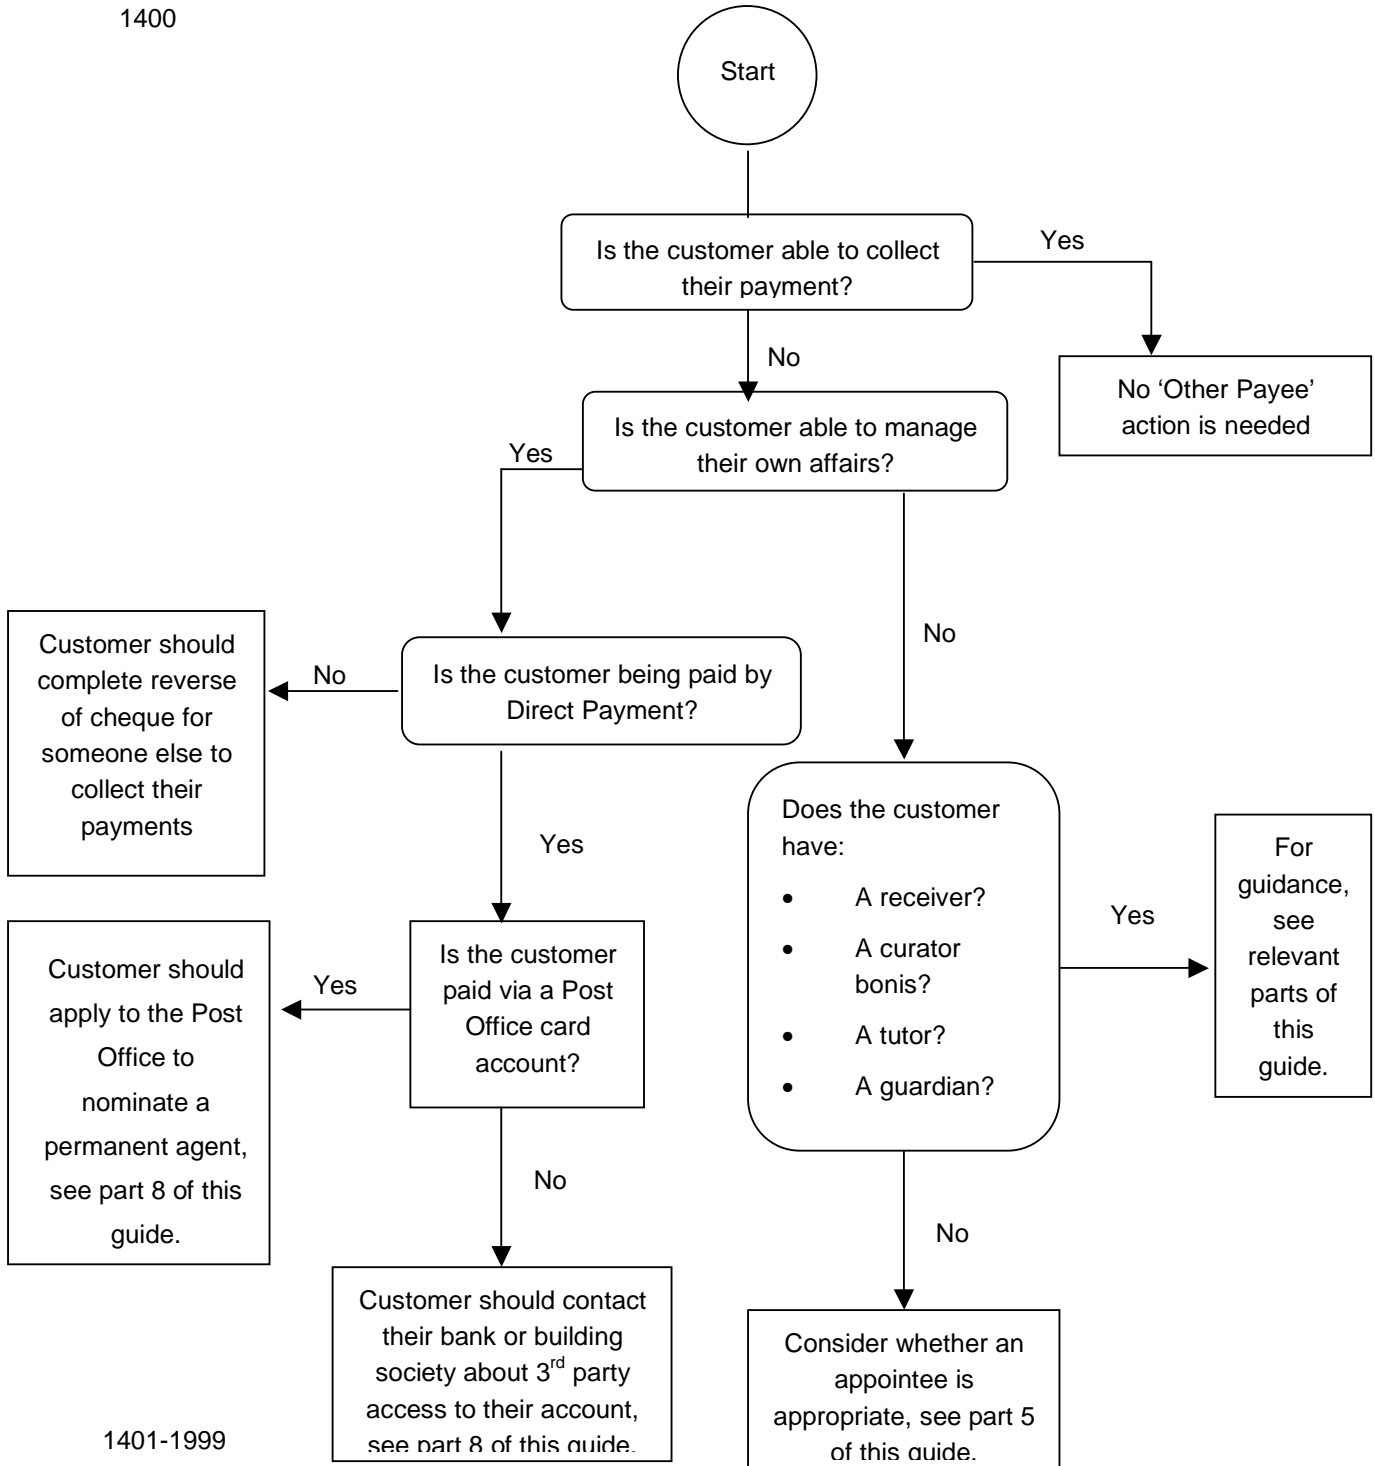 1400
Start
Is the customer able to collect
their payment?
Yes
No
No ‘Other Payee’
action is needed
Is the customer able to manage
their own affairs?
Yes
No
Customer should
complete reverse
of cheque for
someone else to
collect their
payments
No
Is the customer being paid by
Direct Payment?
Yes
Does the customer
have:
• A receiver?
• A curator
bonis?
• A tutor?
• A guardian?
Yes
For
guidance,
see
relevant
parts of
this
guide.
Customer should
apply to the Post
Office to
nominate a
permanent agent,
see part 8 of this
guide.
Yes
Is the customer
paid via a Post
Office card
account?
No
No
Customer should contact
their bank or building
society about 3rd party
access to their account,
see part 8 of this guide.
Consider whether an
appointee is
appropriate, see part 5
of this guide.
1401-1999